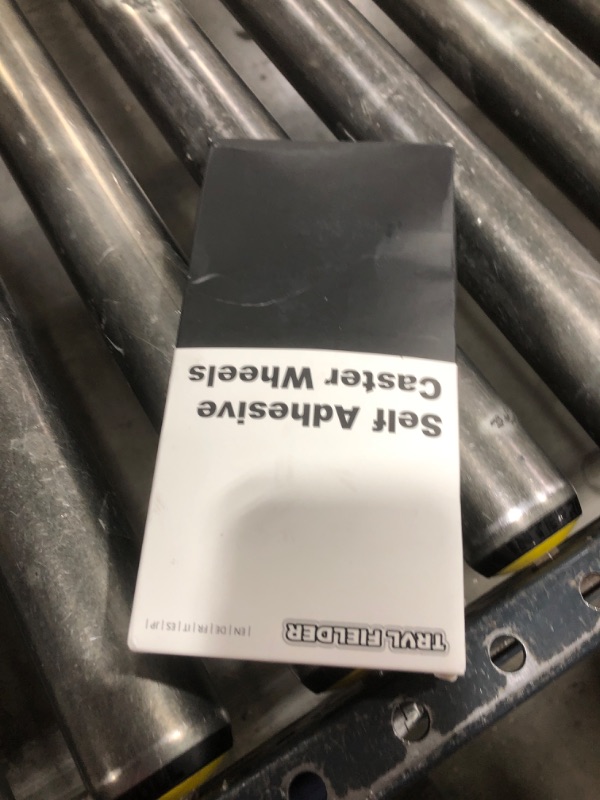 TRVL FIELDER
| EN | DE | FR | IT | ES | JP |
Self Adhesive
Caster Wheels